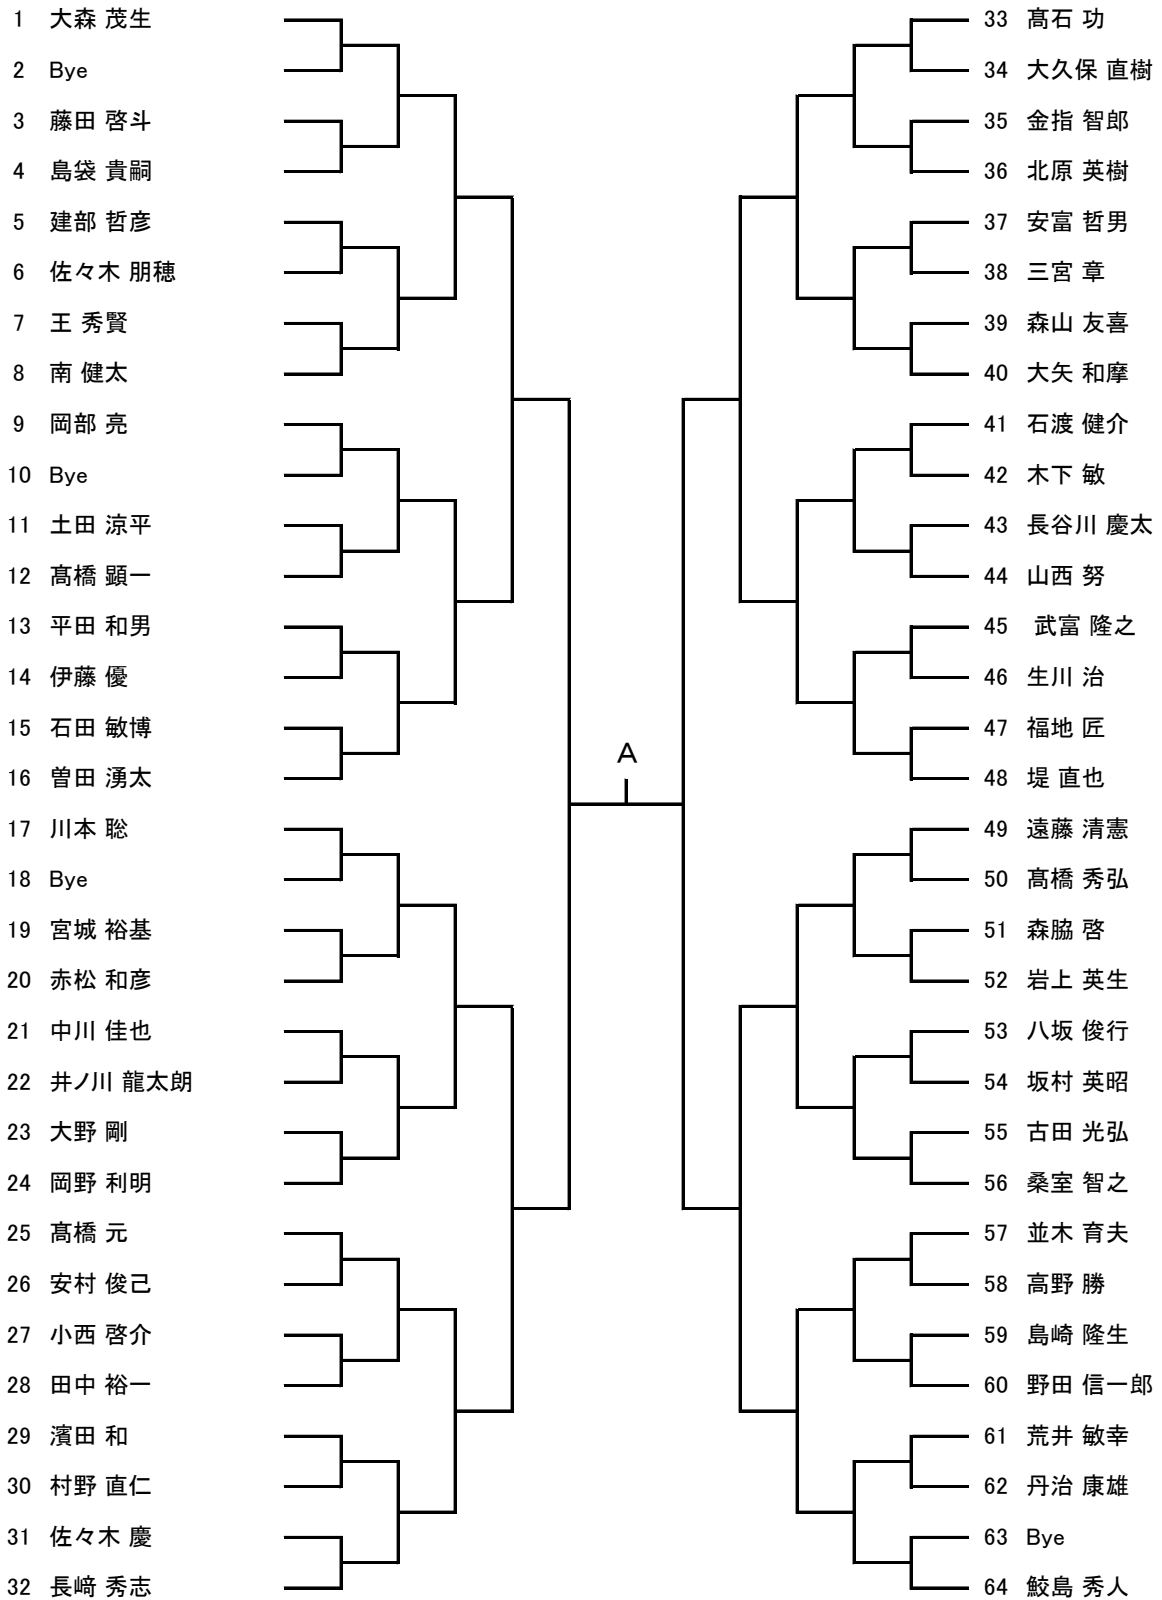 1 大森 茂生
2 Bye
3 藤田 啓斗
4 島袋 貴嗣
5 建部 哲彦
6 佐々木 朋穂
7 王 秀賢
8 南 健太
9 岡部 亮
10 Bye
11 土田 涼平
12 髙橋 顕一
13 平田 和男
14 伊藤 優
15 石田 敏博
16 曽田 湧太
17 川本 聡
18 Bye
19 宮城 裕基
20 赤松 和彦
21 中川 佳也
22 井ノ川 龍太朗
23 大野 剛
24 岡野 利明
25 髙橋 元
26 安村 俊己
27 小西 啓介
28 田中 裕一
29 濱田 和
30 村野 直仁
31 佐々木 慶
32 長﨑 秀志
A
33 髙石 功
34 大久保 直樹
35 金指 智郎
36 北原 英樹
37 安富 哲男
38 三宮 章
39 森山 友喜
40 大矢 和摩
41 石渡 健介
42 木下 敏
43 長谷川 慶太
44 山西 努
45 武富 隆之
46 生川 治
47 福地 匠
48 堤 直也
49 遠藤 清憲
50 髙橋 秀弘
51 森脇 啓
52 岩上 英生
53 八坂 俊行
54 坂村 英昭
55 古田 光弘
56 桑室 智之
57 並木 育夫
58 高野 勝
59 島崎 隆生
60 野田 信一郎
61 荒井 敏幸
62 丹治 康雄
63 Bye
64 鮫島 秀人